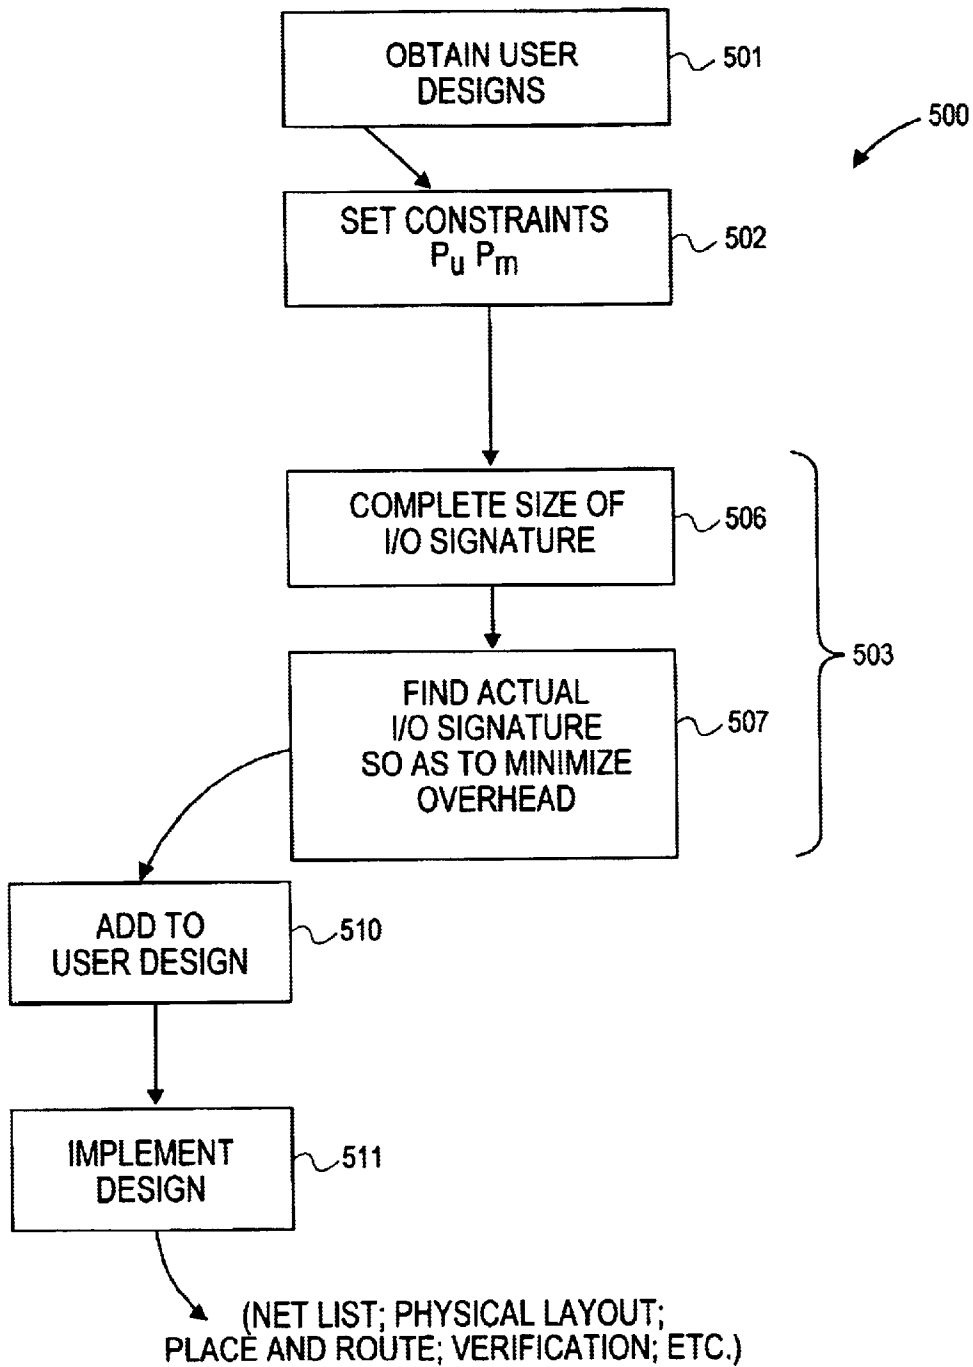 OBTAIN USER
DESIGNS
501
500
SET CONSTRAINTS
Pu Pm
502
COMPLETE SIZE OF
I/O SIGNATURE
506
503
FIND ACTUAL
I/O SIGNATURE
SO AS TO MINIMIZE
OVERHEAD
507
ADD TO
USER DESIGN
510
IMPLEMENT
DESIGN
511
(NET LIST; PHYSICAL LAYOUT;
PLACE AND ROUTE; VERIFICATION; ETC.)